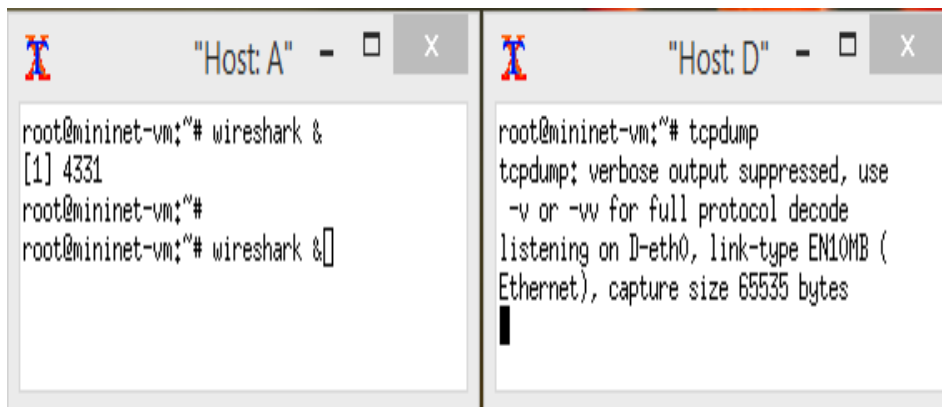 "Host: A"
root@mininet-vm:~# wireshark &
[1] 4331
root@mininet-vm:~#
root@mininet-vm:~# wireshark &
"Host: D"
root@mininet-vm:~# tcpdump
tcpdump: verbose output suppressed, use
-v or -vv for full protocol decode
listening on D-eth0, link-type EN10MB (
Ethernet), capture size 65535 bytes